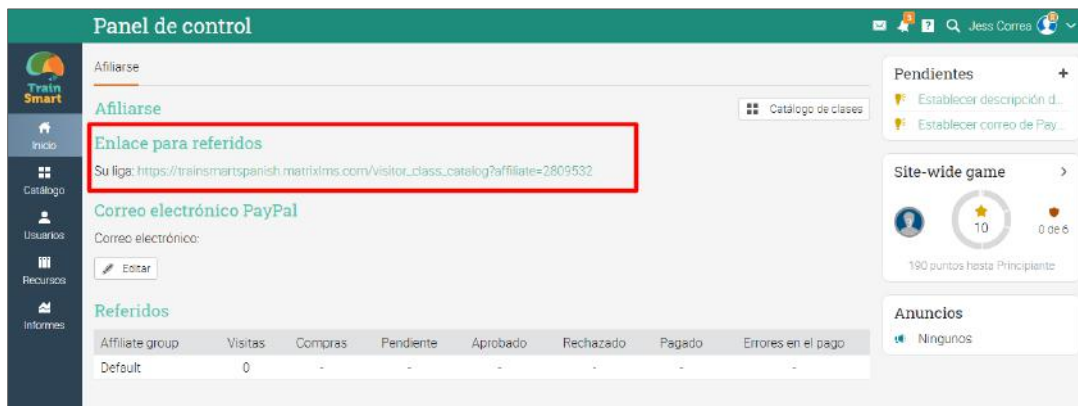 Panel de control
Jess Correa
Train
Smart
Inicio
Catálogo
Usuarios
Recursos
Informes
Afiliarse
Afiliarse
Catálogo de clases
Enlace para referidos
Su liga: https://trainsmartspanish.matrixlms.com/visitor_class_catalog?affiliate=2809532
Correo electrónico PayPal
Correo electrónico:
Editar
Referidos
Affiliate group Visitas Compras Pendiente Aprobado Rechazado Pagado Errores en el pago
Default 0 - - - - - -
Pendientes +
Establecer descripción d...
Establecer correo de Pay...
Site-wide game >
10
0 de 6
190 puntos hasta Principiante
Anuncios
Ningunos